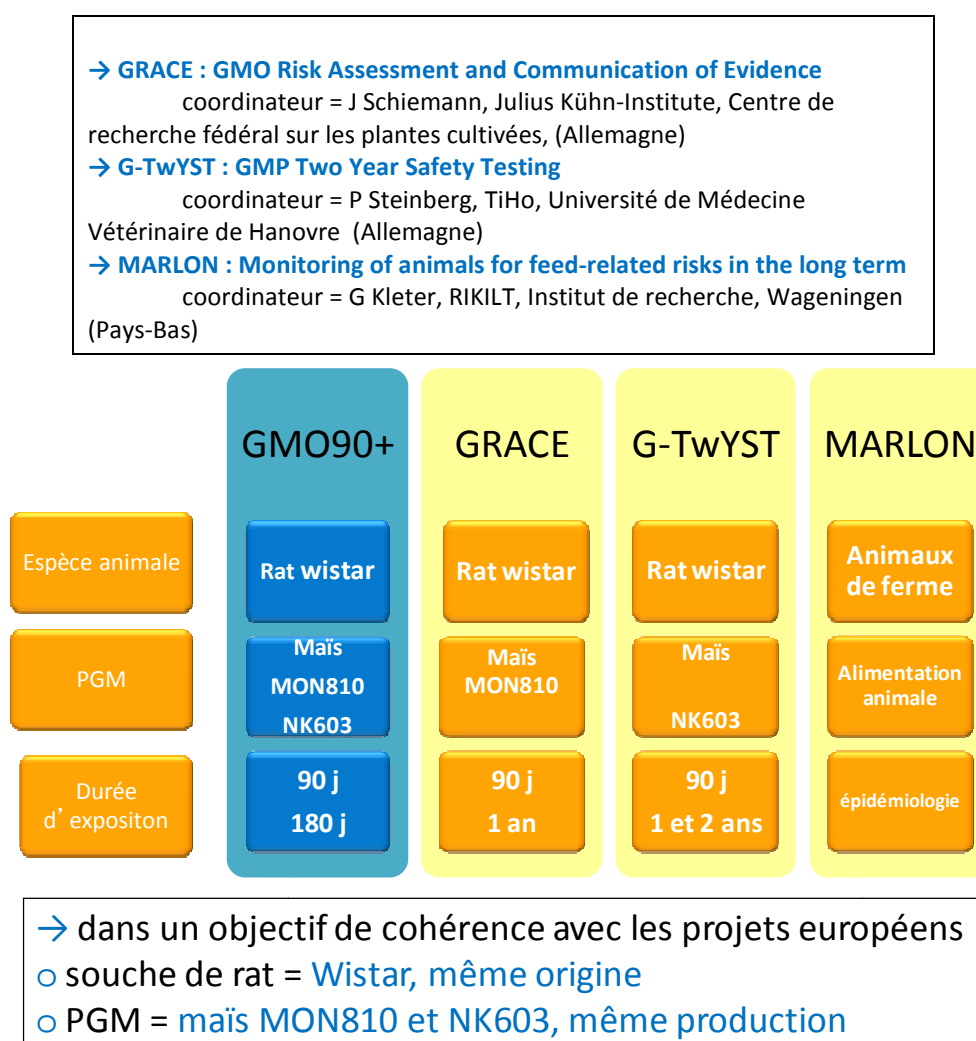 → GRACE : GMO Risk Assessment and Communication of Evidence
coordinateur = J Schiemann, Julius Kühn-Institute, Centre de
recherche fédéral sur les plantes cultivées, (Allemagne)
→ G-TwYST : GMP Two Year Safety Testing
coordinateur = P Steinberg, TiHo, Université de Médecine
Vétérinaire de Hanovre (Allemagne)
→ MARLON : Monitoring of animals for feed-related risks in the long term
coordinateur = G Kleter, RIKILT, Institut de recherche, Wageningen
(Pays-Bas)
GMO90+ GRACE G-TwYST MARLON
Espèce animale
Rat wistar
Rat wistar
Rat wistar
Animaux
de ferme
PGM
Maïs
MON810
NK603
Maïs
MON810
Maïs
NK603
Alimentation
animale
Durée
d' expositon
90 j
180 j
90 j
1 an
90 j
1 et 2 ans
épidémiologie
→ dans un objectif de cohérence avec les projets européens
o souche de rat = Wistar, même origine
o PGM = maïs MON810 et NK603, même production